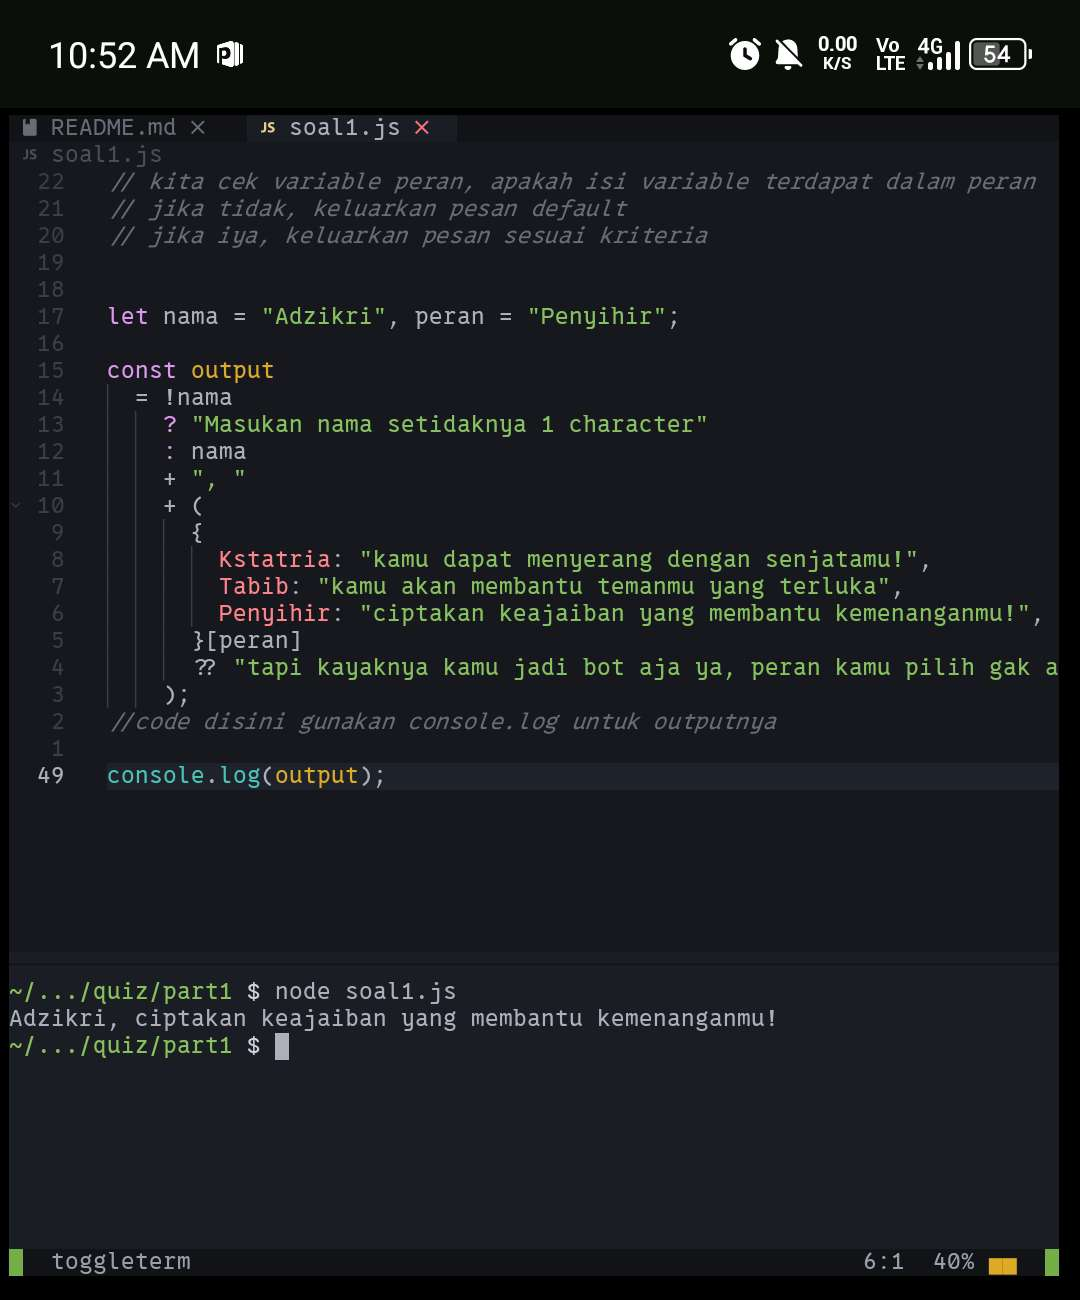 10:52 AM 0.00 K/S Vo LTE 4G 54
README.md × JS soal1.js ×
JS soal1.js
22 // kita cek variable peran, apakah isi variable terdapat dalam peran
21 // jika tidak, keluarkan pesan default
20 // jika iya, keluarkan pesan sesuai kriteria
19
18
17 let nama = "Adzikri", peran = "Penyihir";
16
15 const output
14 = !nama
13 ? "Masukan nama setidaknya 1 character"
12 : nama
11 + ", "
10 + (
9 {
8 Kstatria: "kamu dapat menyerang dengan senjatamu!",
7 Tabib: "kamu akan membantu temanmu yang terluka",
6 Penyihir: "ciptakan keajaiban yang membantu kemenanganmu!",
5 }[peran]
4 ?? "tapi kayaknya kamu jadi bot aja ya, peran kamu pilih gak a
3 );
2 //code disini gunakan console.log untuk outputnya
1
49 console.log(output);
~/.../quiz/part1 $ node soal1.js
Adzikri, ciptakan keajaiban yang membantu kemenanganmu!
~/.../quiz/part1 $
toggleterm 6:1 40%